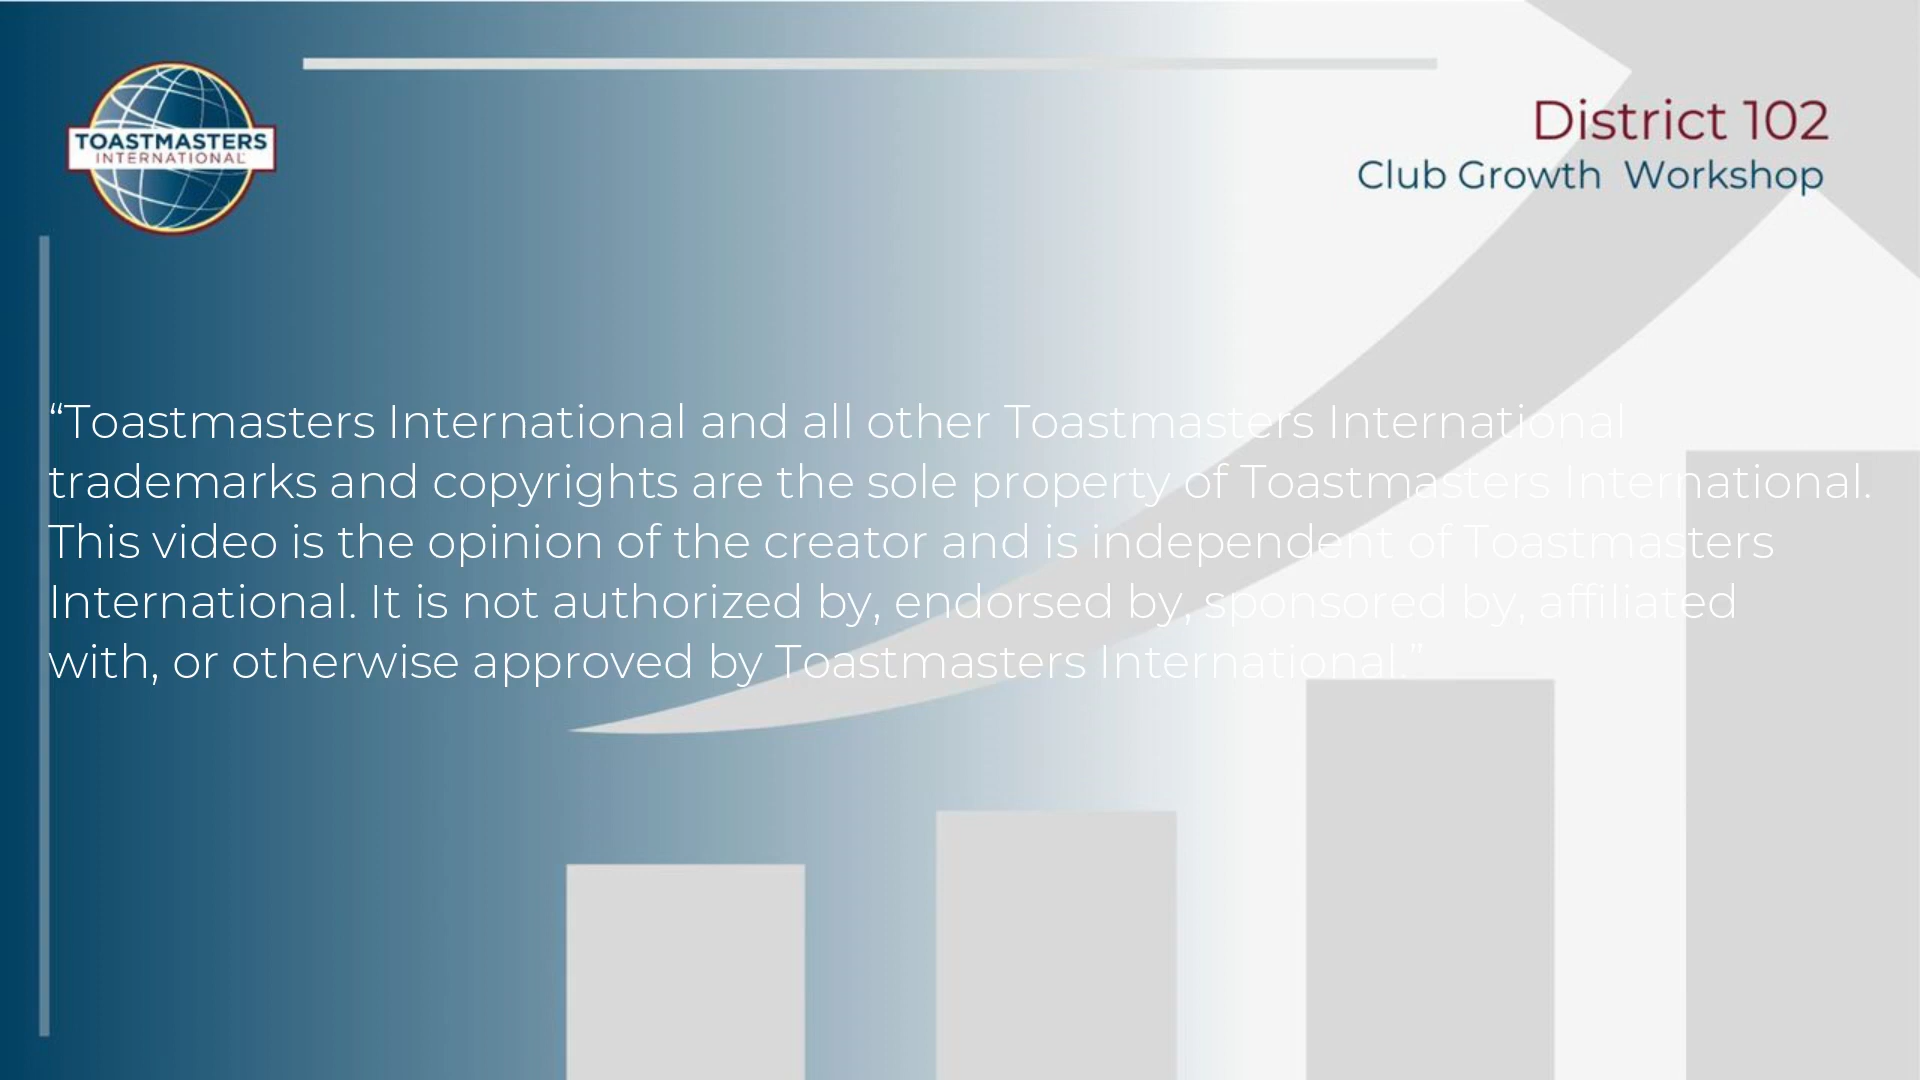 TOASTMASTERS
INTERNATIONAL
District 102
Club Growth Workshop
“Toastmasters International and all other Toastmasters International
trademarks and copyrights are the sole property of Toastmasters International.
This video is the opinion of the creator and is independent of Toastmasters
International. It is not authorized by, endorsed by, sponsored by, affiliated
with, or otherwise approved by Toastmasters International.”